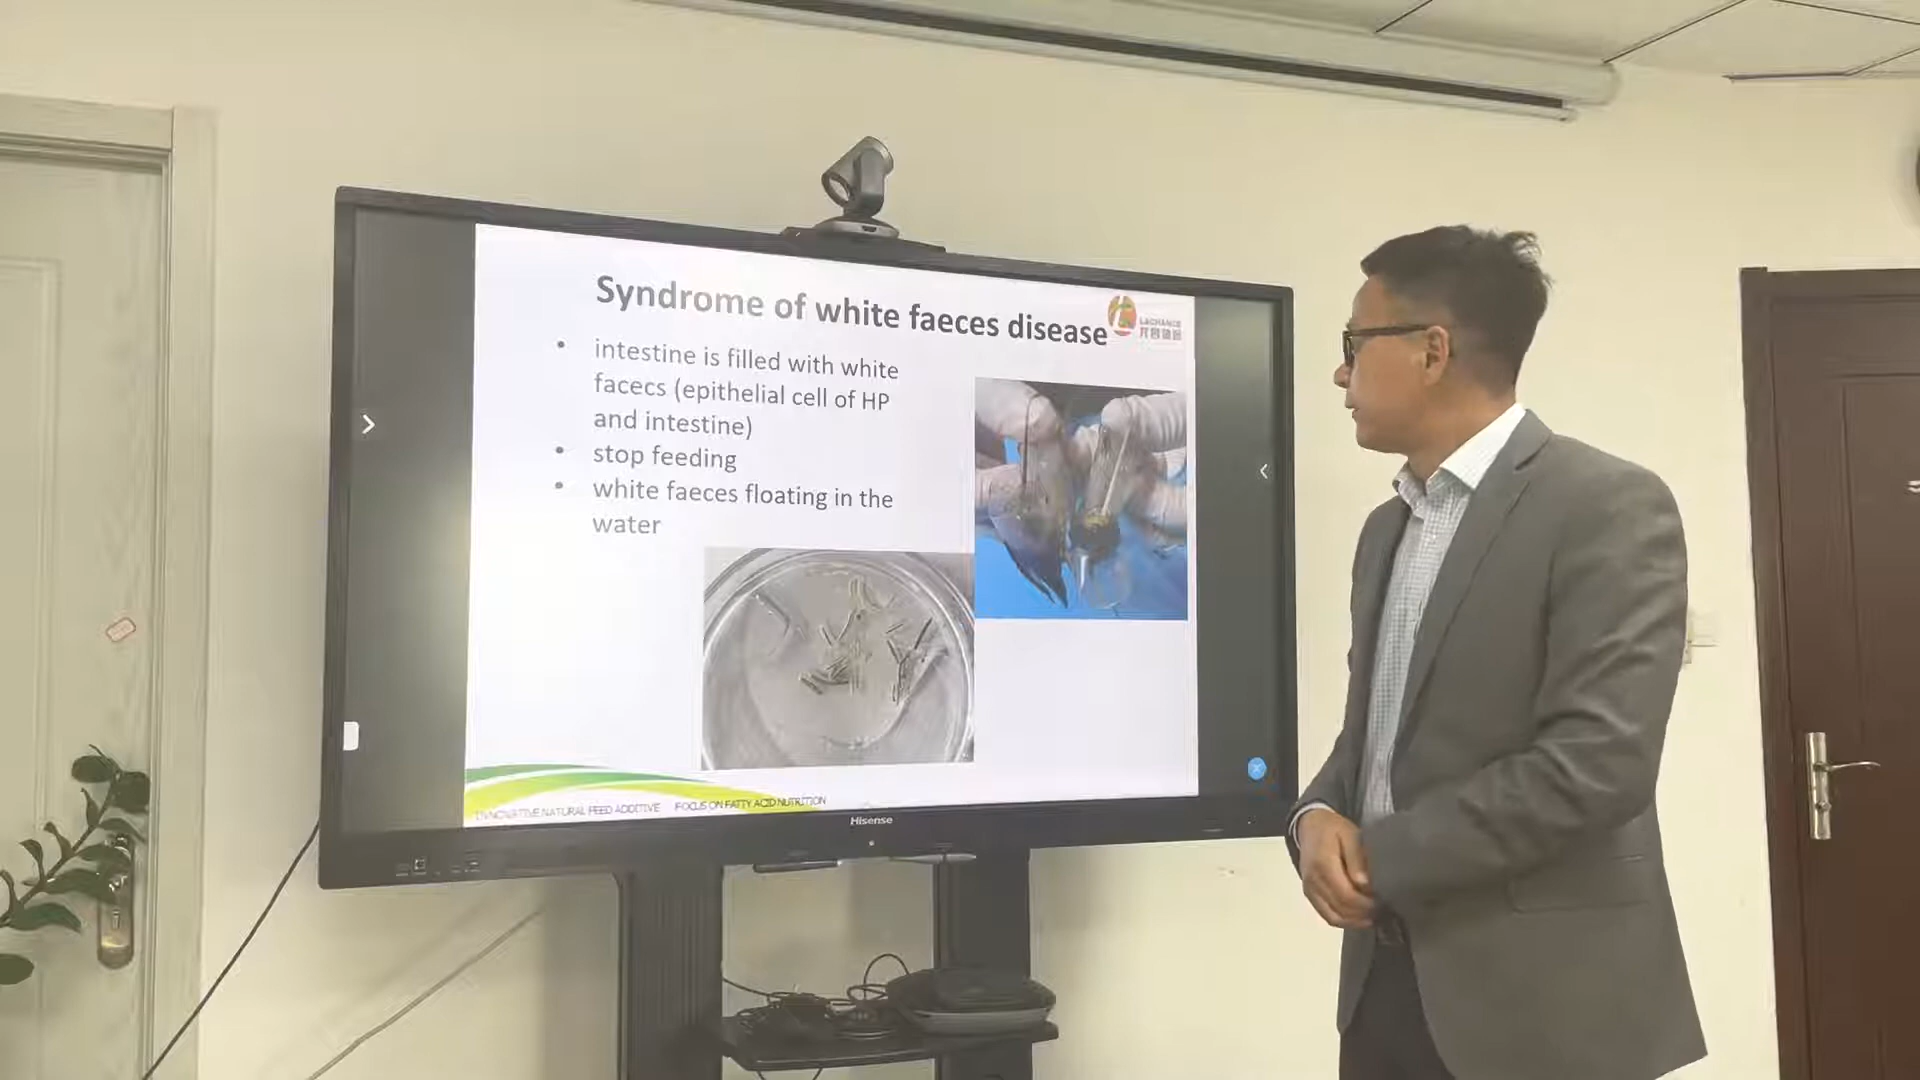 Syndrome of white faeces disease
LACHANCE
• intestine is filled with white
facecs (epithelial cell of HP
and intestine)
• stop feeding
• white faeces floating in the
water
INNOVATIVE NATURAL FEED ADDITIVE FOCUS ON FATTY ACID NUTRITION
Hisense